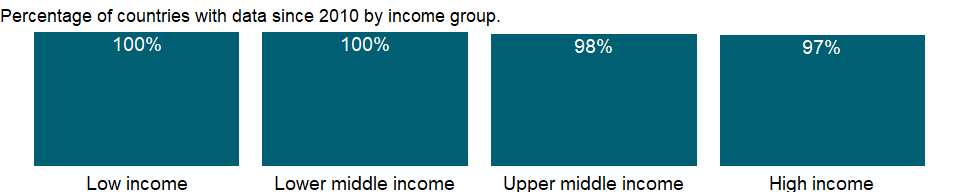 Percentage of countries with data since 2010 by income group.
100% 100% 98% 97%
Low income Lower middle income Upper middle income High income